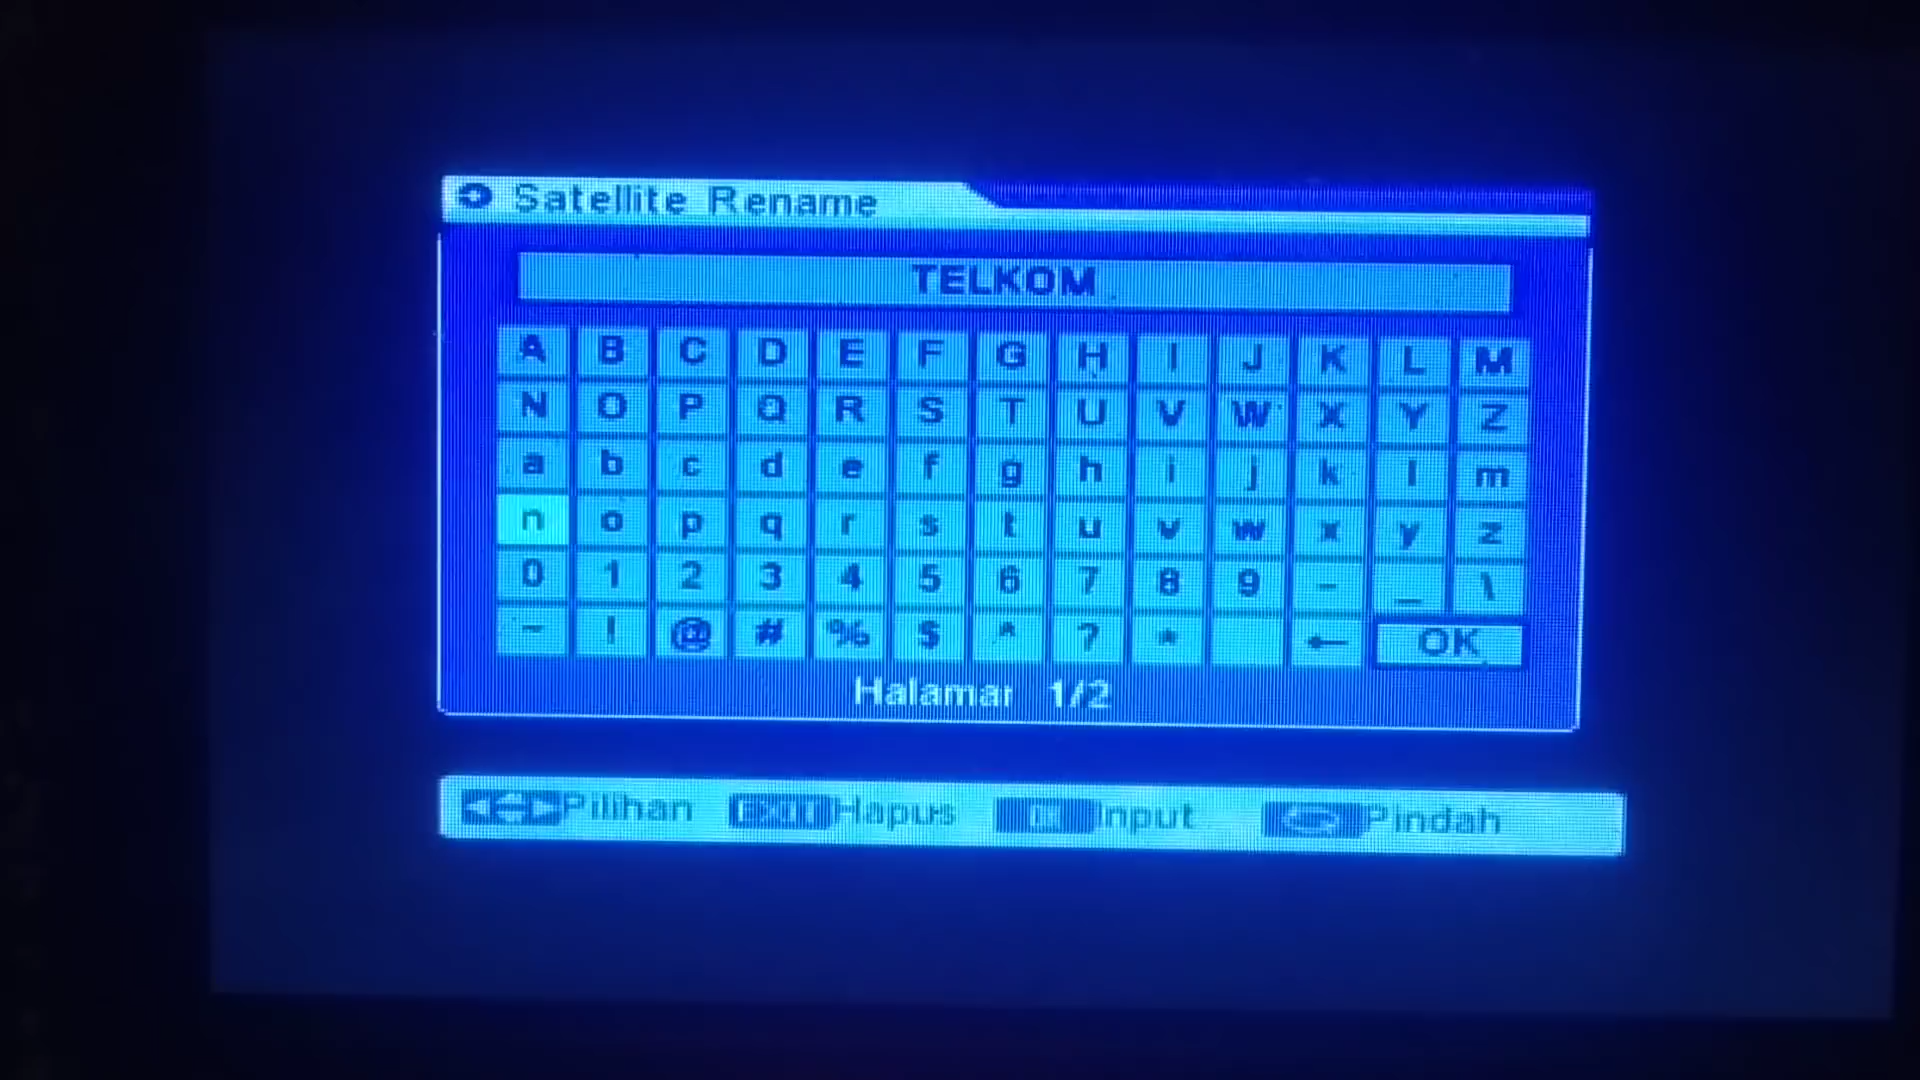 Satellite Rename
TELKOM
A B C D E F G H I J K L M
N O P Q R S T U V W X Y Z
a b c d e f g h i j k l m
n o p q r s t u v w x y z
0 1 2 3 4 5 6 7 8 9 - _ \
~ ! @ # % $ ^ ? * ← OK
Halaman 1/2
Pilihan EXIT Hapus Input Pindah